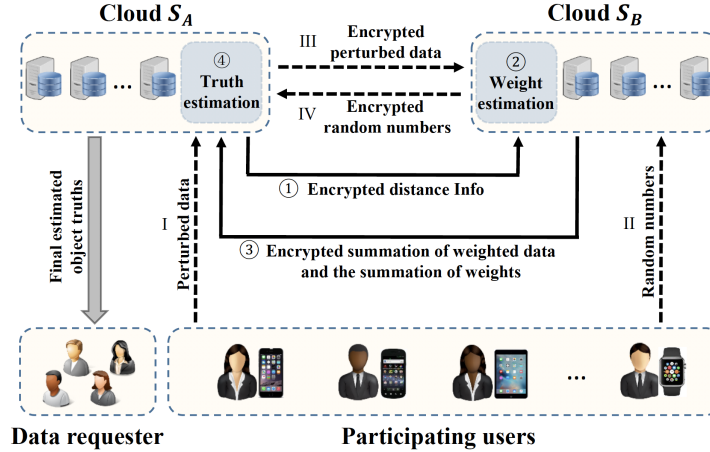 Cloud S_A
Cloud S_B
III
Encrypted
perturbed data
④
Truth
estimation
②
Weight
estimation
Encrypted
IV
random numbers
① Encrypted distance Info
③ Encrypted summation of weighted data
and the summation of weights
Final estimated
object truths
I
Perturbed data
II
Random numbers
...
...
...
Data requester
Participating users